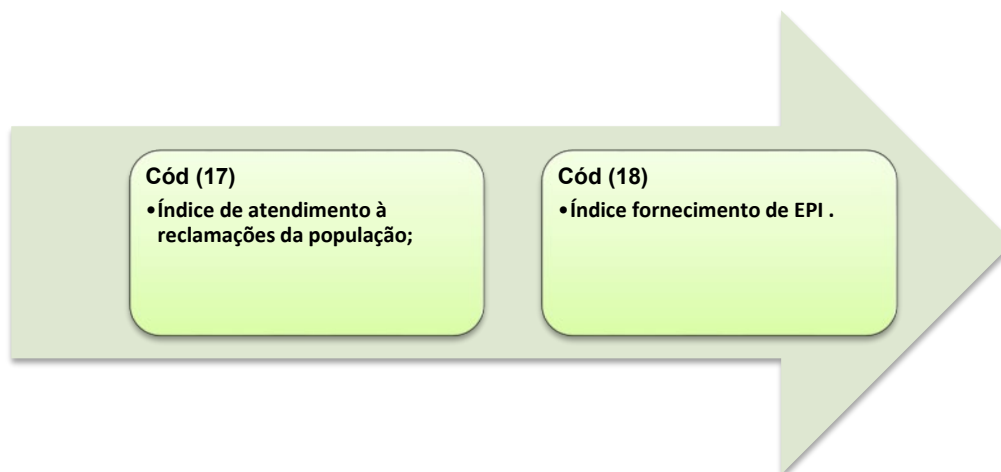 Cód (17)
•Índice de atendimento à
reclamações da população;
Cód (18)
•Índice fornecimento de EPI .